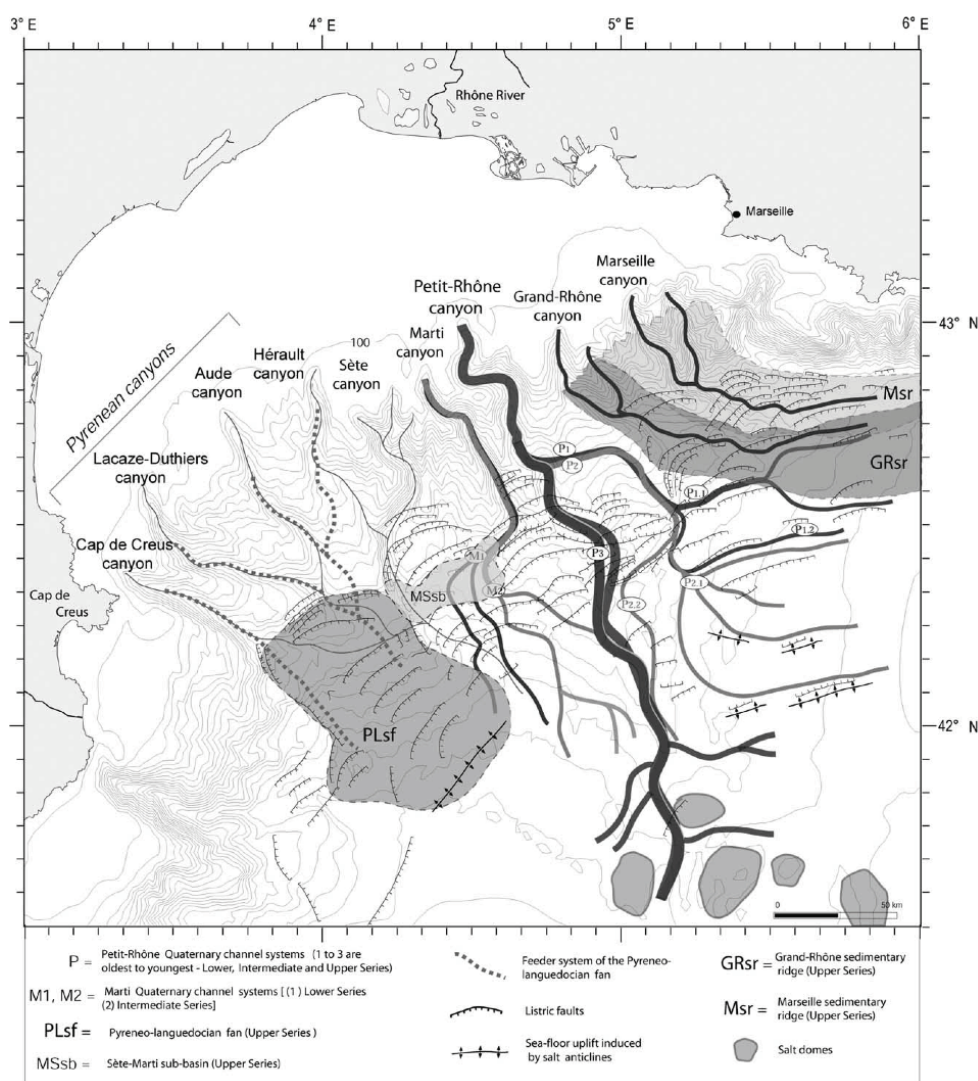 3° E 4° E 5° E 6° E
Rhône River
Marseille
Marseille
canyon
Petit-Rhône
canyon
Grand-Rhône
canyon
43° N
Marti
canyon
Hérault
canyon
100
Sète
canyon
Aude
canyon
Pyrenean canyons
Msr
Lacaze-Duthiers
canyon
P1
P2
GRsr
P1.1
P1.2
Cap de Creus
canyon
M1
P3
Cap de
Creus
MSsb
M2
P2.1
P2.2
PLsf
42° N
0 50 km
P = Petit-Rhône Quaternary channel systems (1 to 3 are
oldest to youngest - Lower, Intermediate and Upper Series)
M1, M2 = Marti Quaternary channel systems [ (1) Lower Series
(2) Intermediate Series]
PLsf = Pyreneo-languedocian fan (Upper Series )
MSsb = Sète-Marti sub-basin (Upper Series)
Feeder system of the Pyreneo-
languedocian fan
Listric faults
Sea-floor uplift induced
by salt anticlines
GRsr = Grand-Rhône sedimentary
ridge (Upper Series)
Msr = Marseille sedimentary
ridge (Upper Series)
Salt domes